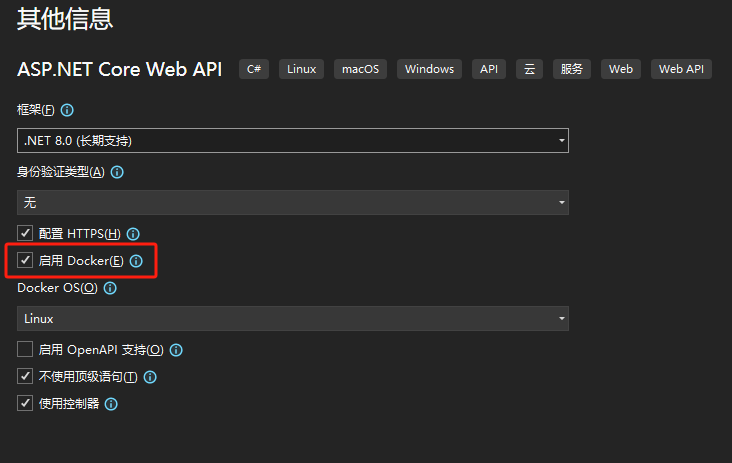 其他信息
ASP.NET Core Web API C# Linux macOS Windows API 云 服务 Web Web API
框架(F)
.NET 8.0 (长期支持)
身份验证类型(A)
无
配置 HTTPS(H)
启用 Docker(E)
Docker OS(O)
Linux
启用 OpenAPI 支持(O)
不使用顶级语句(T)
使用控制器